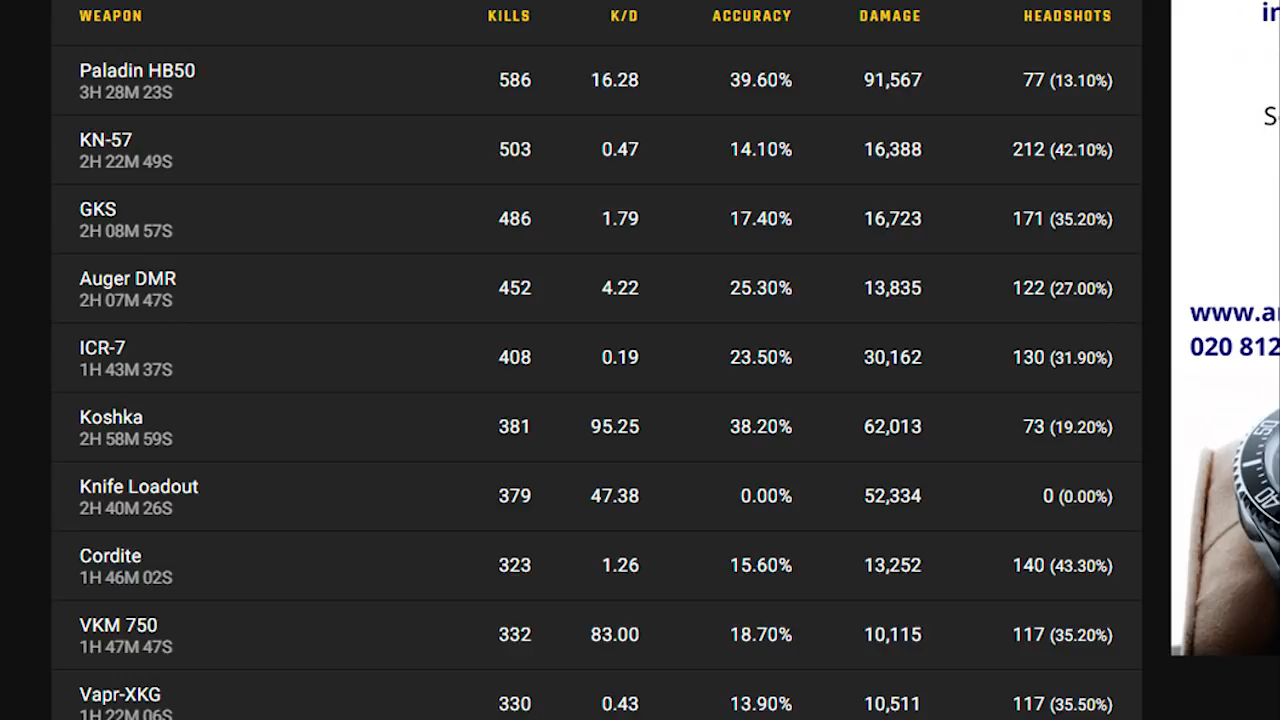 WEAPON KILLS K/D ACCURACY DAMAGE HEADSHOTS
Paladin HB50 586 16.28 39.60% 91,567 77 (13.10%)
3H 28M 23S
KN-57 503 0.47 14.10% 16,388 212 (42.10%)
2H 22M 49S
GKS 486 1.79 17.40% 16,723 171 (35.20%)
2H 08M 57S
Auger DMR 452 4.22 25.30% 13,835 122 (27.00%)
2H 07M 47S
ICR-7 408 0.19 23.50% 30,162 130 (31.90%)
1H 43M 37S
Koshka 381 95.25 38.20% 62,013 73 (19.20%)
2H 58M 59S
Knife Loadout 379 47.38 0.00% 52,334 0 (0.00%)
2H 40M 26S
Cordite 323 1.26 15.60% 13,252 140 (43.30%)
1H 46M 02S
VKM 750 332 83.00 18.70% 10,115 117 (35.20%)
1H 47M 47S
Vapr-XKG 330 0.43 13.90% 10,511 117 (35.50%)
1H 22M 06S
www.a
020 812